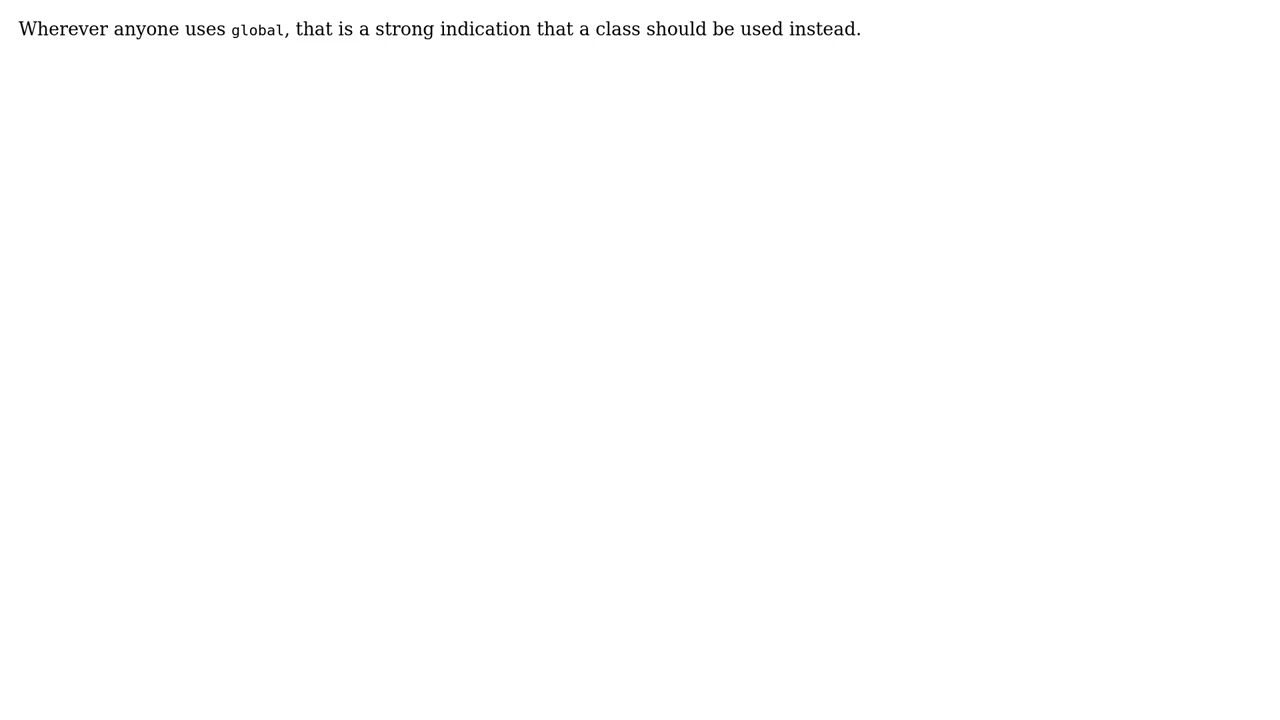 Wherever anyone uses global, that is a strong indication that a class should be used instead.